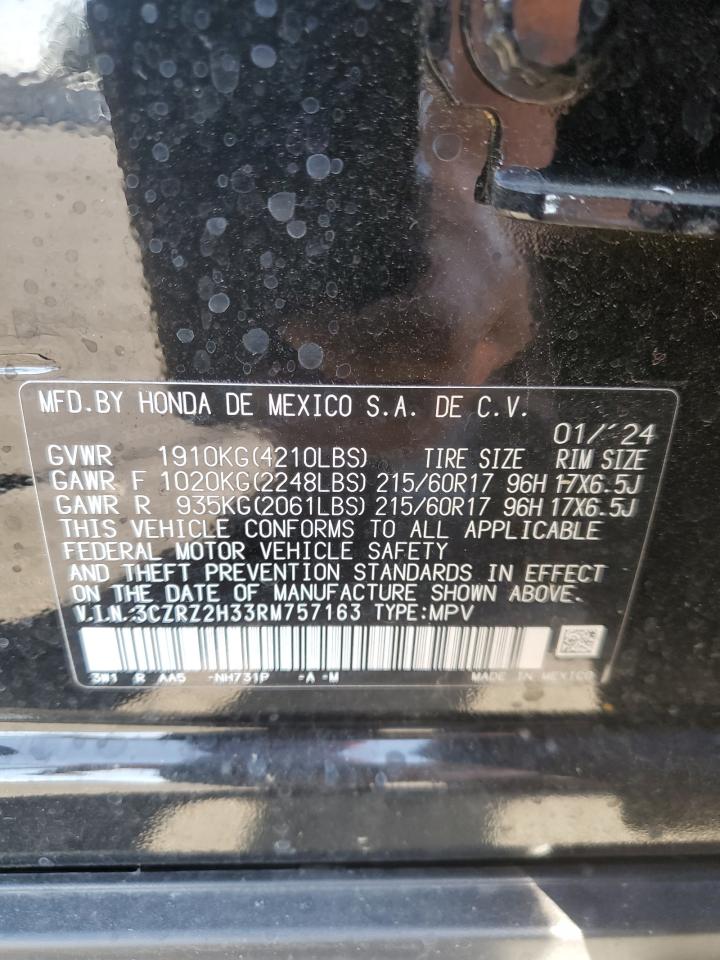 MFD.BY HONDA DE MEXICO S.A. DE C.V.
01/'24
GVWR 1910KG(4210LBS) TIRE SIZE RIM SIZE
GAWR F 1020KG(2248LBS) 215/60R17 96H 17X6.5J
GAWR R 935KG(2061LBS) 215/60R17 96H 17X6.5J
THIS VEHICLE CONFORMS TO ALL APPLICABLE
FEDERAL MOTOR VEHICLE SAFETY
AND THEFT PREVENTION STANDARDS IN EFFECT
ON THE DATE OF MANUFACTURE SHOWN ABOVE.
V.I.N.:3CZRZ2H33RM757163 TYPE:MPV
3W1 R AA5 -NH731P -A -M MADE IN MEXICO